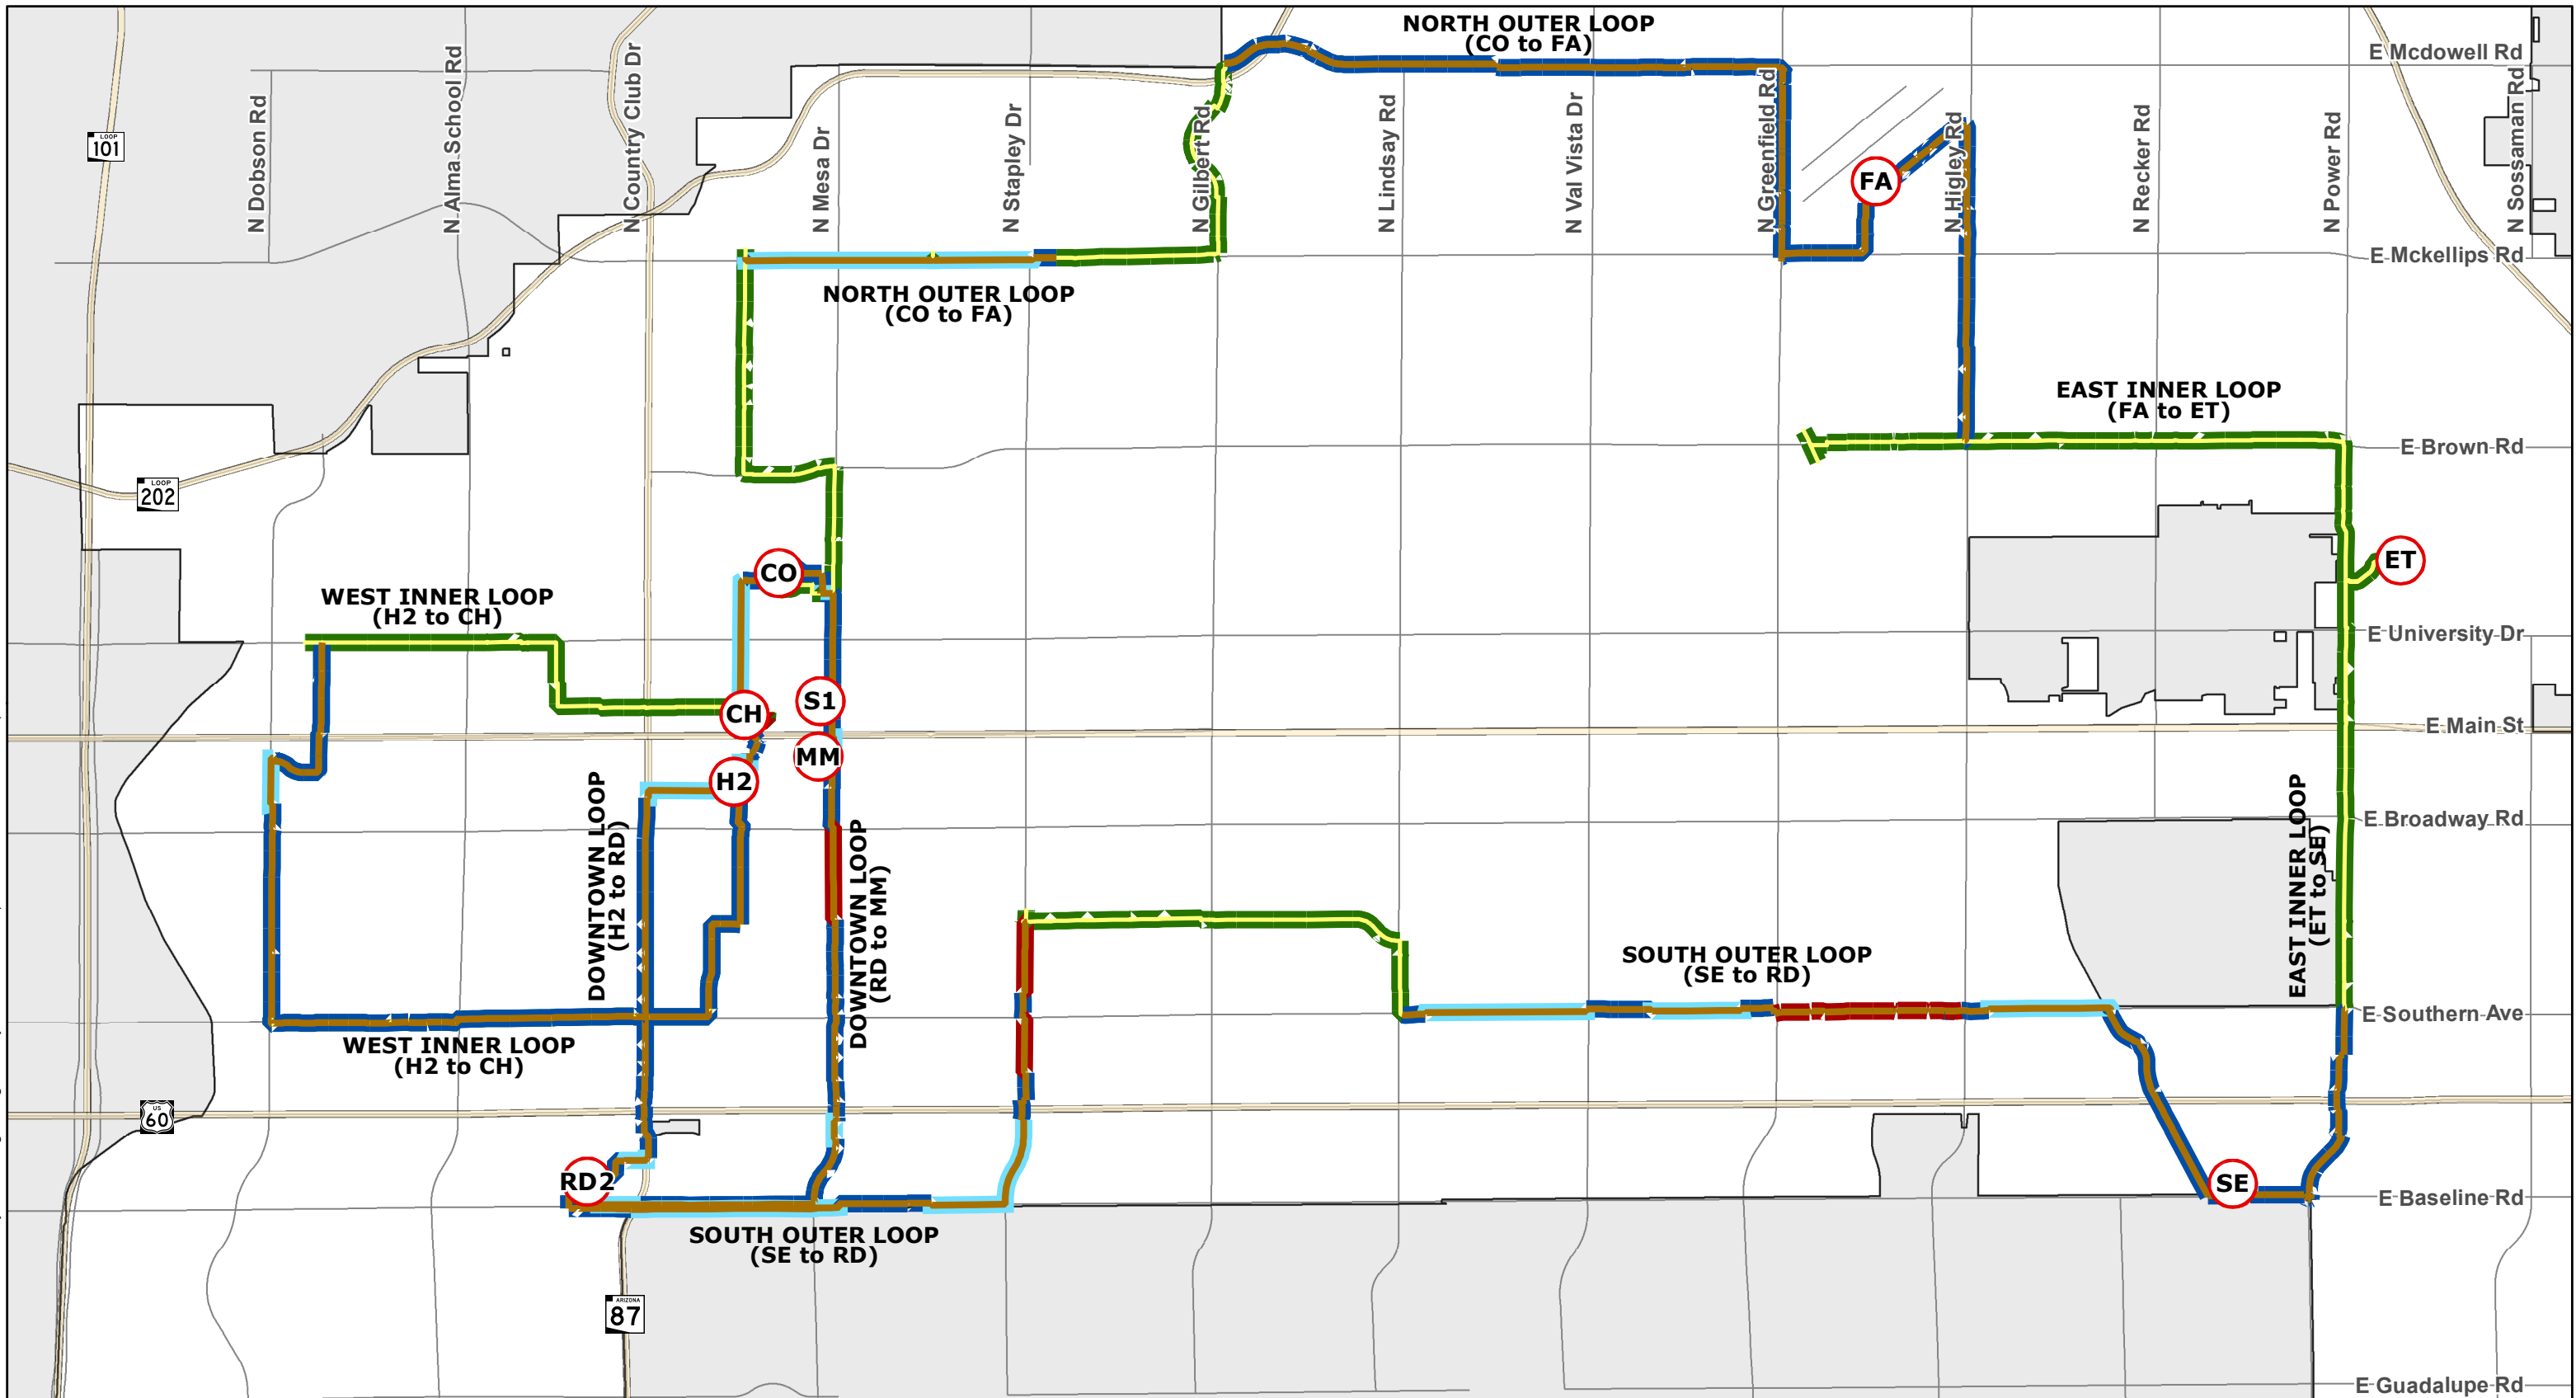 NORTH OUTER LOOP
(CO to FA)
E Mcdowell Rd
N Dobson Rd
N Alma School Rd
N Country Club Dr
N Mesa Dr
N Stapley Dr
N Gilbert Rd
N Lindsay Rd
N Val Vista Dr
N Greenfield Rd
N Higley Rd
N Recker Rd
N Power Rd
N Sossaman Rd
LOOP
101
FA
E Mckellips Rd
NORTH OUTER LOOP
(CO to FA)
EAST INNER LOOP
(FA to ET)
E Brown Rd
LOOP
202
CO
ET
WEST INNER LOOP
(H2 to CH)
E University Dr
CH
S1
E Main St
MM
H2
DOWNTOWN LOOP
(H2 to RD)
DOWNTOWN LOOP
(RD to MM)
EAST INNER LOOP
(ET to SE)
E Broadway Rd
SOUTH OUTER LOOP
(SE to RD)
E Southern Ave
WEST INNER LOOP
(H2 to CH)
US
60
RD2
SE
E Baseline Rd
SOUTH OUTER LOOP
(SE to RD)
ARIZONA
87
E Guadalupe Rd